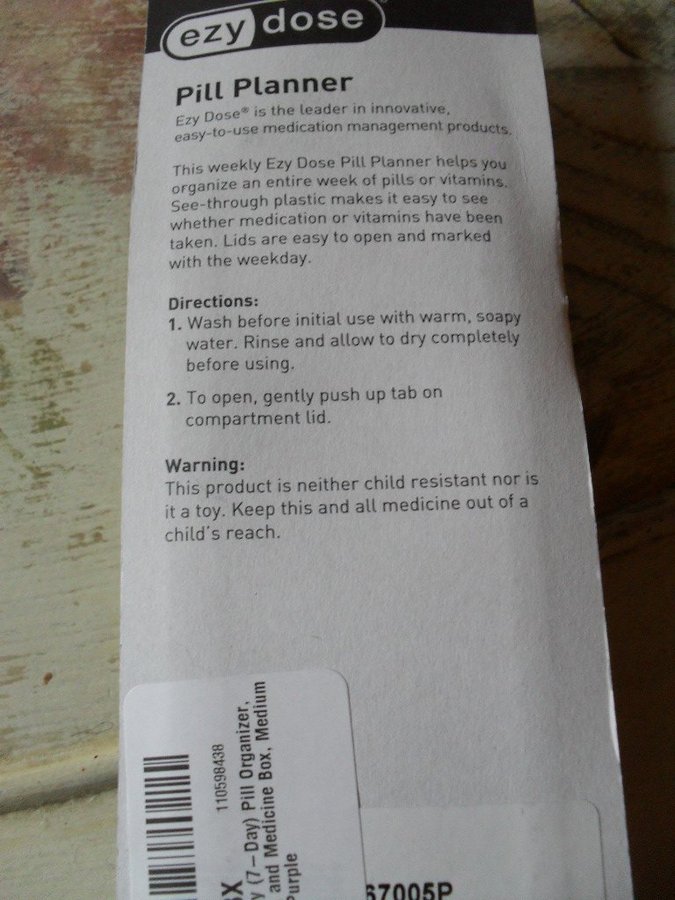 ezy dose®
Pill Planner
Ezy Dose® is the leader in innovative,
easy-to-use medication management products.
This weekly Ezy Dose Pill Planner helps you
organize an entire week of pills or vitamins.
See-through plastic makes it easy to see
whether medication or vitamins have been
taken. Lids are easy to open and marked
with the weekday.
Directions:
1. Wash before initial use with warm, soapy
water. Rinse and allow to dry completely
before using.
2. To open, gently push up tab on
compartment lid.
Warning:
This product is neither child resistant nor is
it a toy. Keep this and all medicine out of a
child's reach.
110598438
(7-Day) Pill Organizer,
and Medicine Box, Medium
Purple
67005P